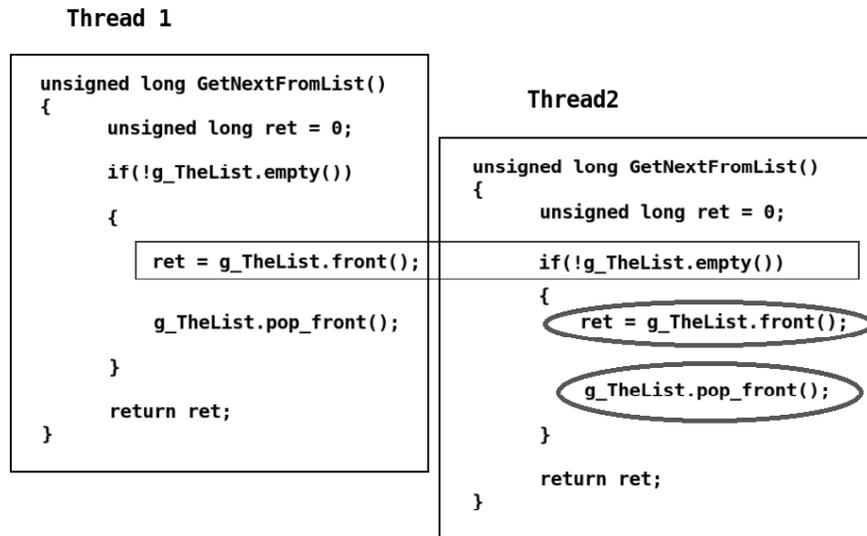 Thread 1
unsigned long GetNextFromList()
{
unsigned long ret = 0;
if(!g_TheList.empty())
{
ret = g_TheList.front();
g_TheList.pop_front();
}
return ret;
}
Thread2
unsigned long GetNextFromList()
{
unsigned long ret = 0;
if(!g_TheList.empty())
{
ret = g_TheList.front();
g_TheList.pop_front();
}
return ret;
}